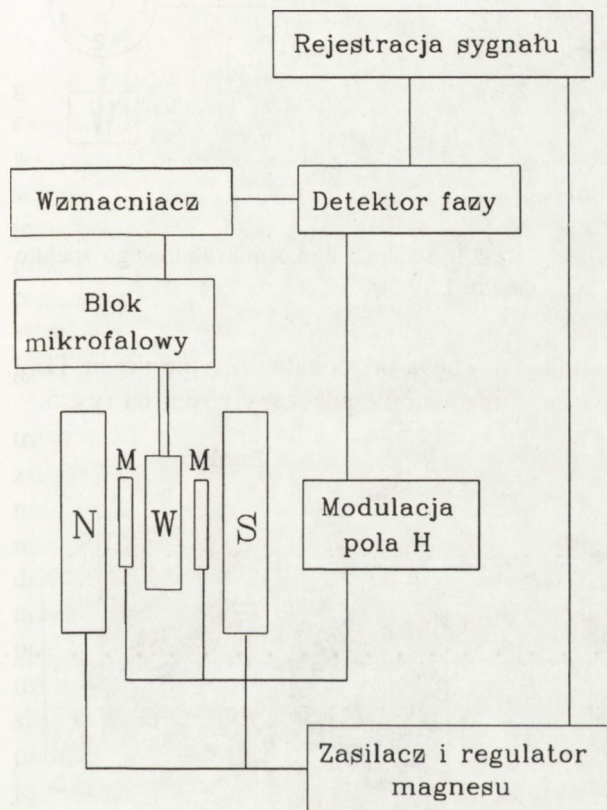 Rejestracja sygnału
Wzmacniacz
Detektor fazy
Blok
mikrofalowy
M
M
N
W
S
Modulacja
pola H
Zasilacz i regulator
magnesu